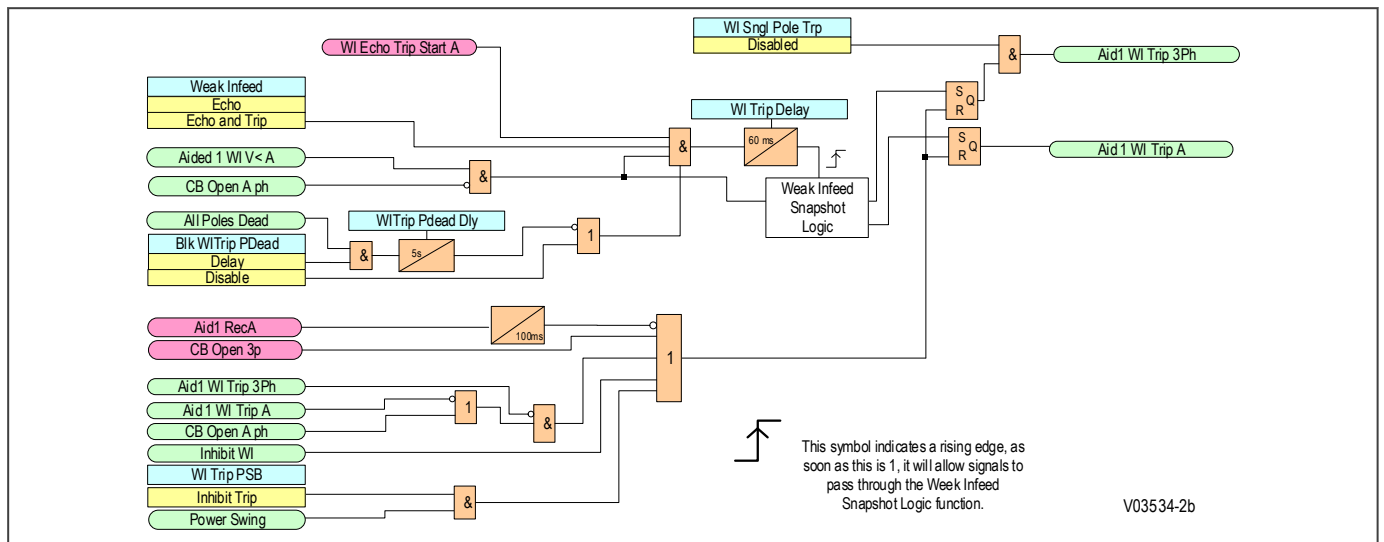 WI Echo Trip Start A
WI Sngl Pole Trp
Disabled
&
Aid1 WI Trip 3Ph
Weak Infeed
Echo
Echo and Trip
WI Trip Delay
S
Q
R
60 ms
&
S
Q
R
Aid 1 WI Trip A
Aided 1 WI V< A
CB Open A ph
&
Weak Infeed
Snapshot
Logic
All Poles Dead
WITrip Pdead Dly
Blk WITrip PDead
Delay
Disable
&
5s
1
Aid1 RecA
100ms
CB Open 3p
1
Aid1 WI Trip 3Ph
Aid 1 WI Trip A
1
&
CB Open A ph
Inhibit WI
WI Trip PSB
Inhibit Trip
Power Swing
&
This symbol indicates a rising edge, as
soon as this is 1, it will allow signals to
pass through the Week Infeed
Snapshot Logic function.
V03534-2b